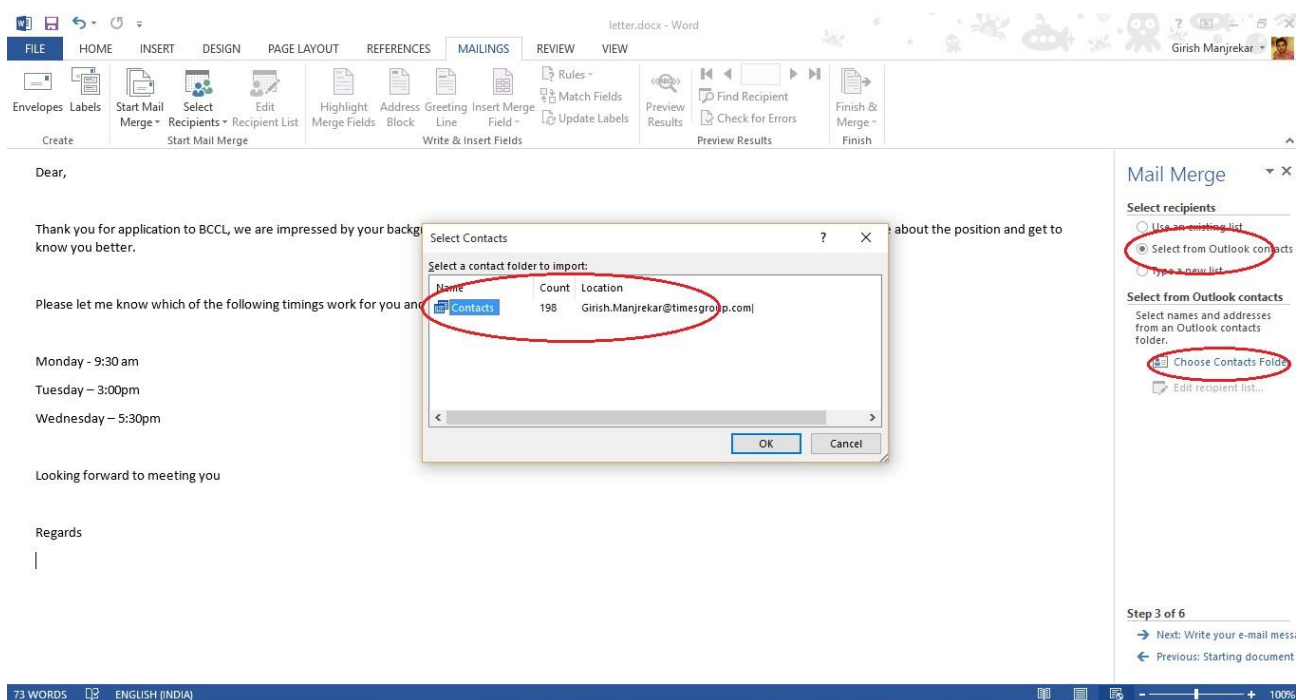 letter.docx - Word
FILE HOME INSERT DESIGN PAGE LAYOUT REFERENCES MAILINGS REVIEW VIEW Girish Manjrekar
Envelopes Labels
Create
Start Mail Merge Select Recipients Edit Recipient List
Start Mail Merge
Highlight Merge Fields Address Block Greeting Line Insert Merge Field
Rules
Match Fields
Update Labels
Write & Insert Fields
Preview Results
Find Recipient
Check for Errors
Preview Results
Finish & Merge
Finish
Dear,
Thank you for application to BCCL, we are impressed by your backgr about the position and get to
know you better.
Please let me know which of the following timings work for you and
Monday - 9:30 am
Tuesday – 3:00pm
Wednesday – 5:30pm
Looking forward to meeting you
Regards
Select Contacts ?
Select a contact folder to import:
Name Count Location
Contacts 198 Girish.Manjrekar@timesgroup.com
OK Cancel
Mail Merge
Select recipients
Use an existing list
Select from Outlook contacts
Type a new list
Select from Outlook contacts
Select names and addresses
from an Outlook contacts
folder.
Choose Contacts Folde
Edit recipient list...
Step 3 of 6
Next: Write your e-mail messa
Previous: Starting document
73 WORDS ENGLISH (INDIA) 100%